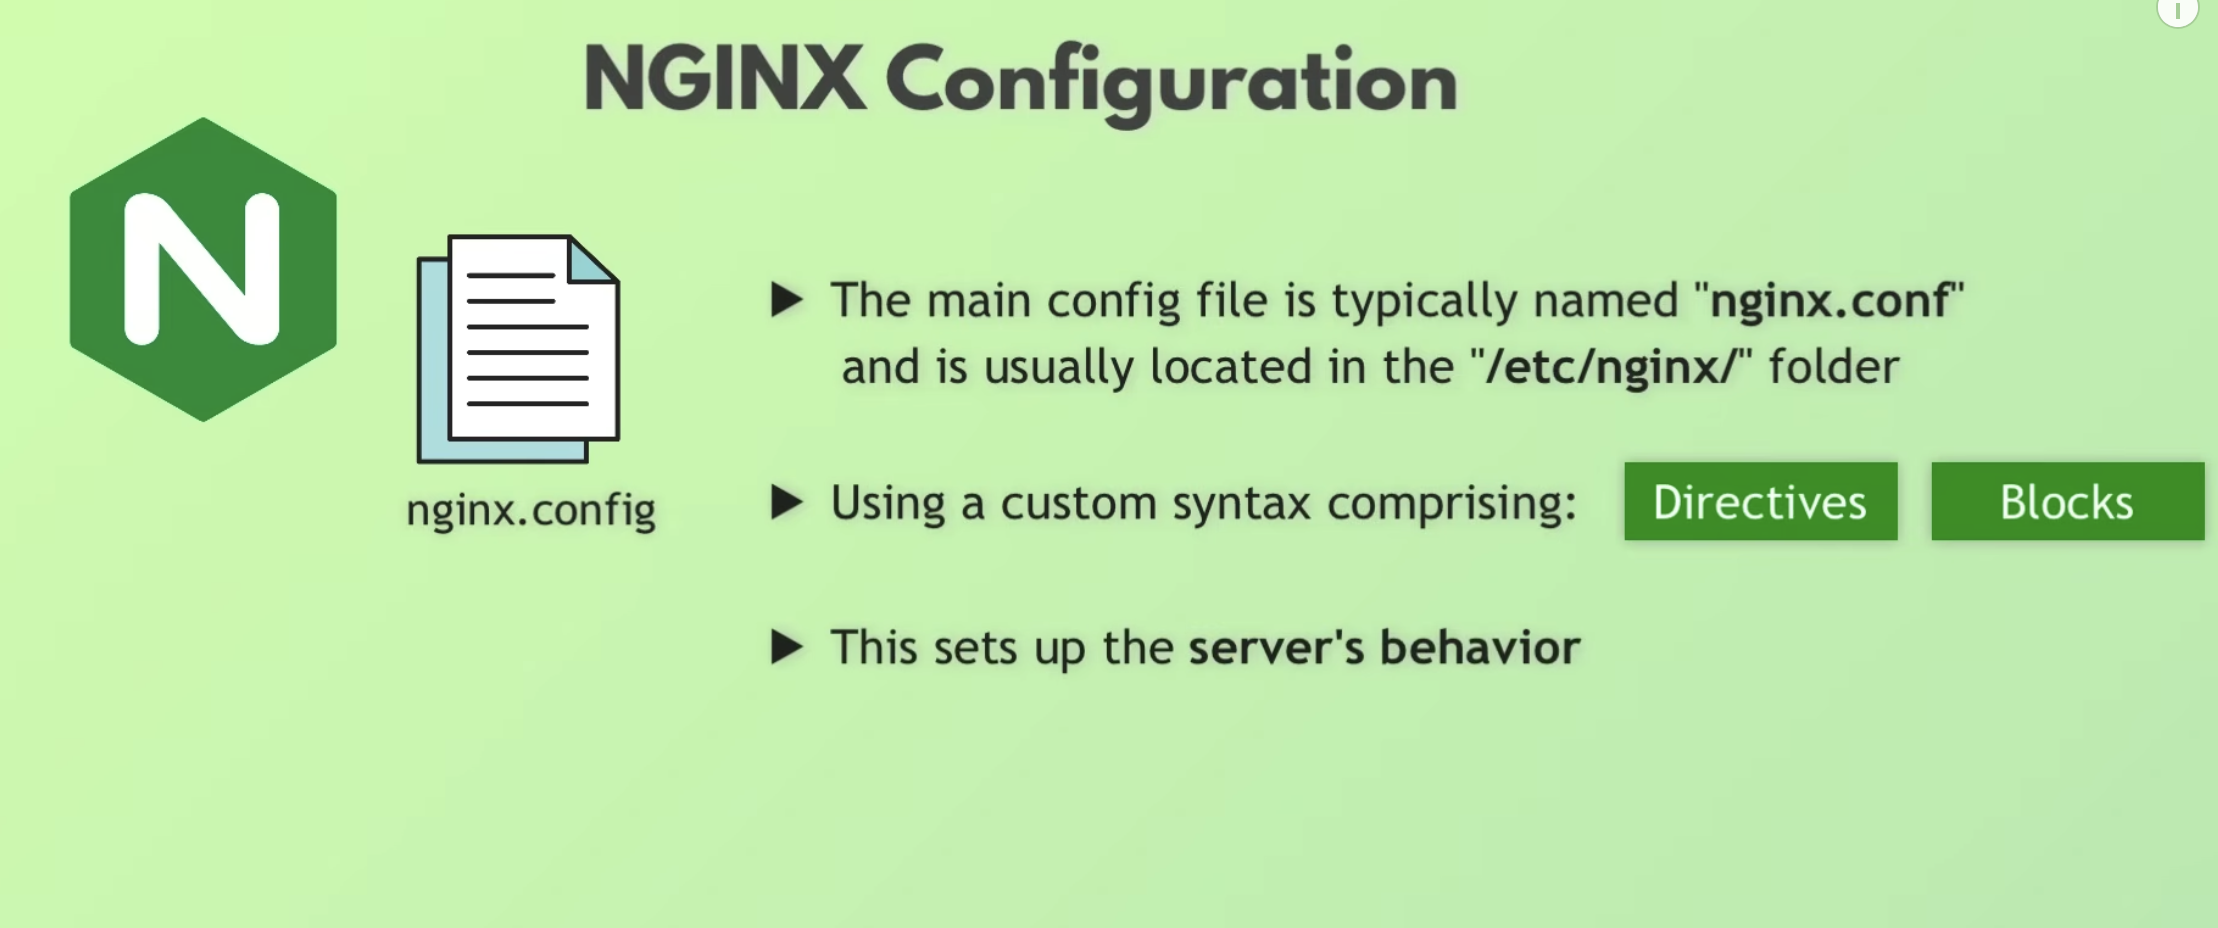 NGINX Configuration
N
nginx.config
▶ The main config file is typically named "nginx.conf"
and is usually located in the "/etc/nginx/" folder
▶ Using a custom syntax comprising: Directives Blocks
▶ This sets up the server's behavior